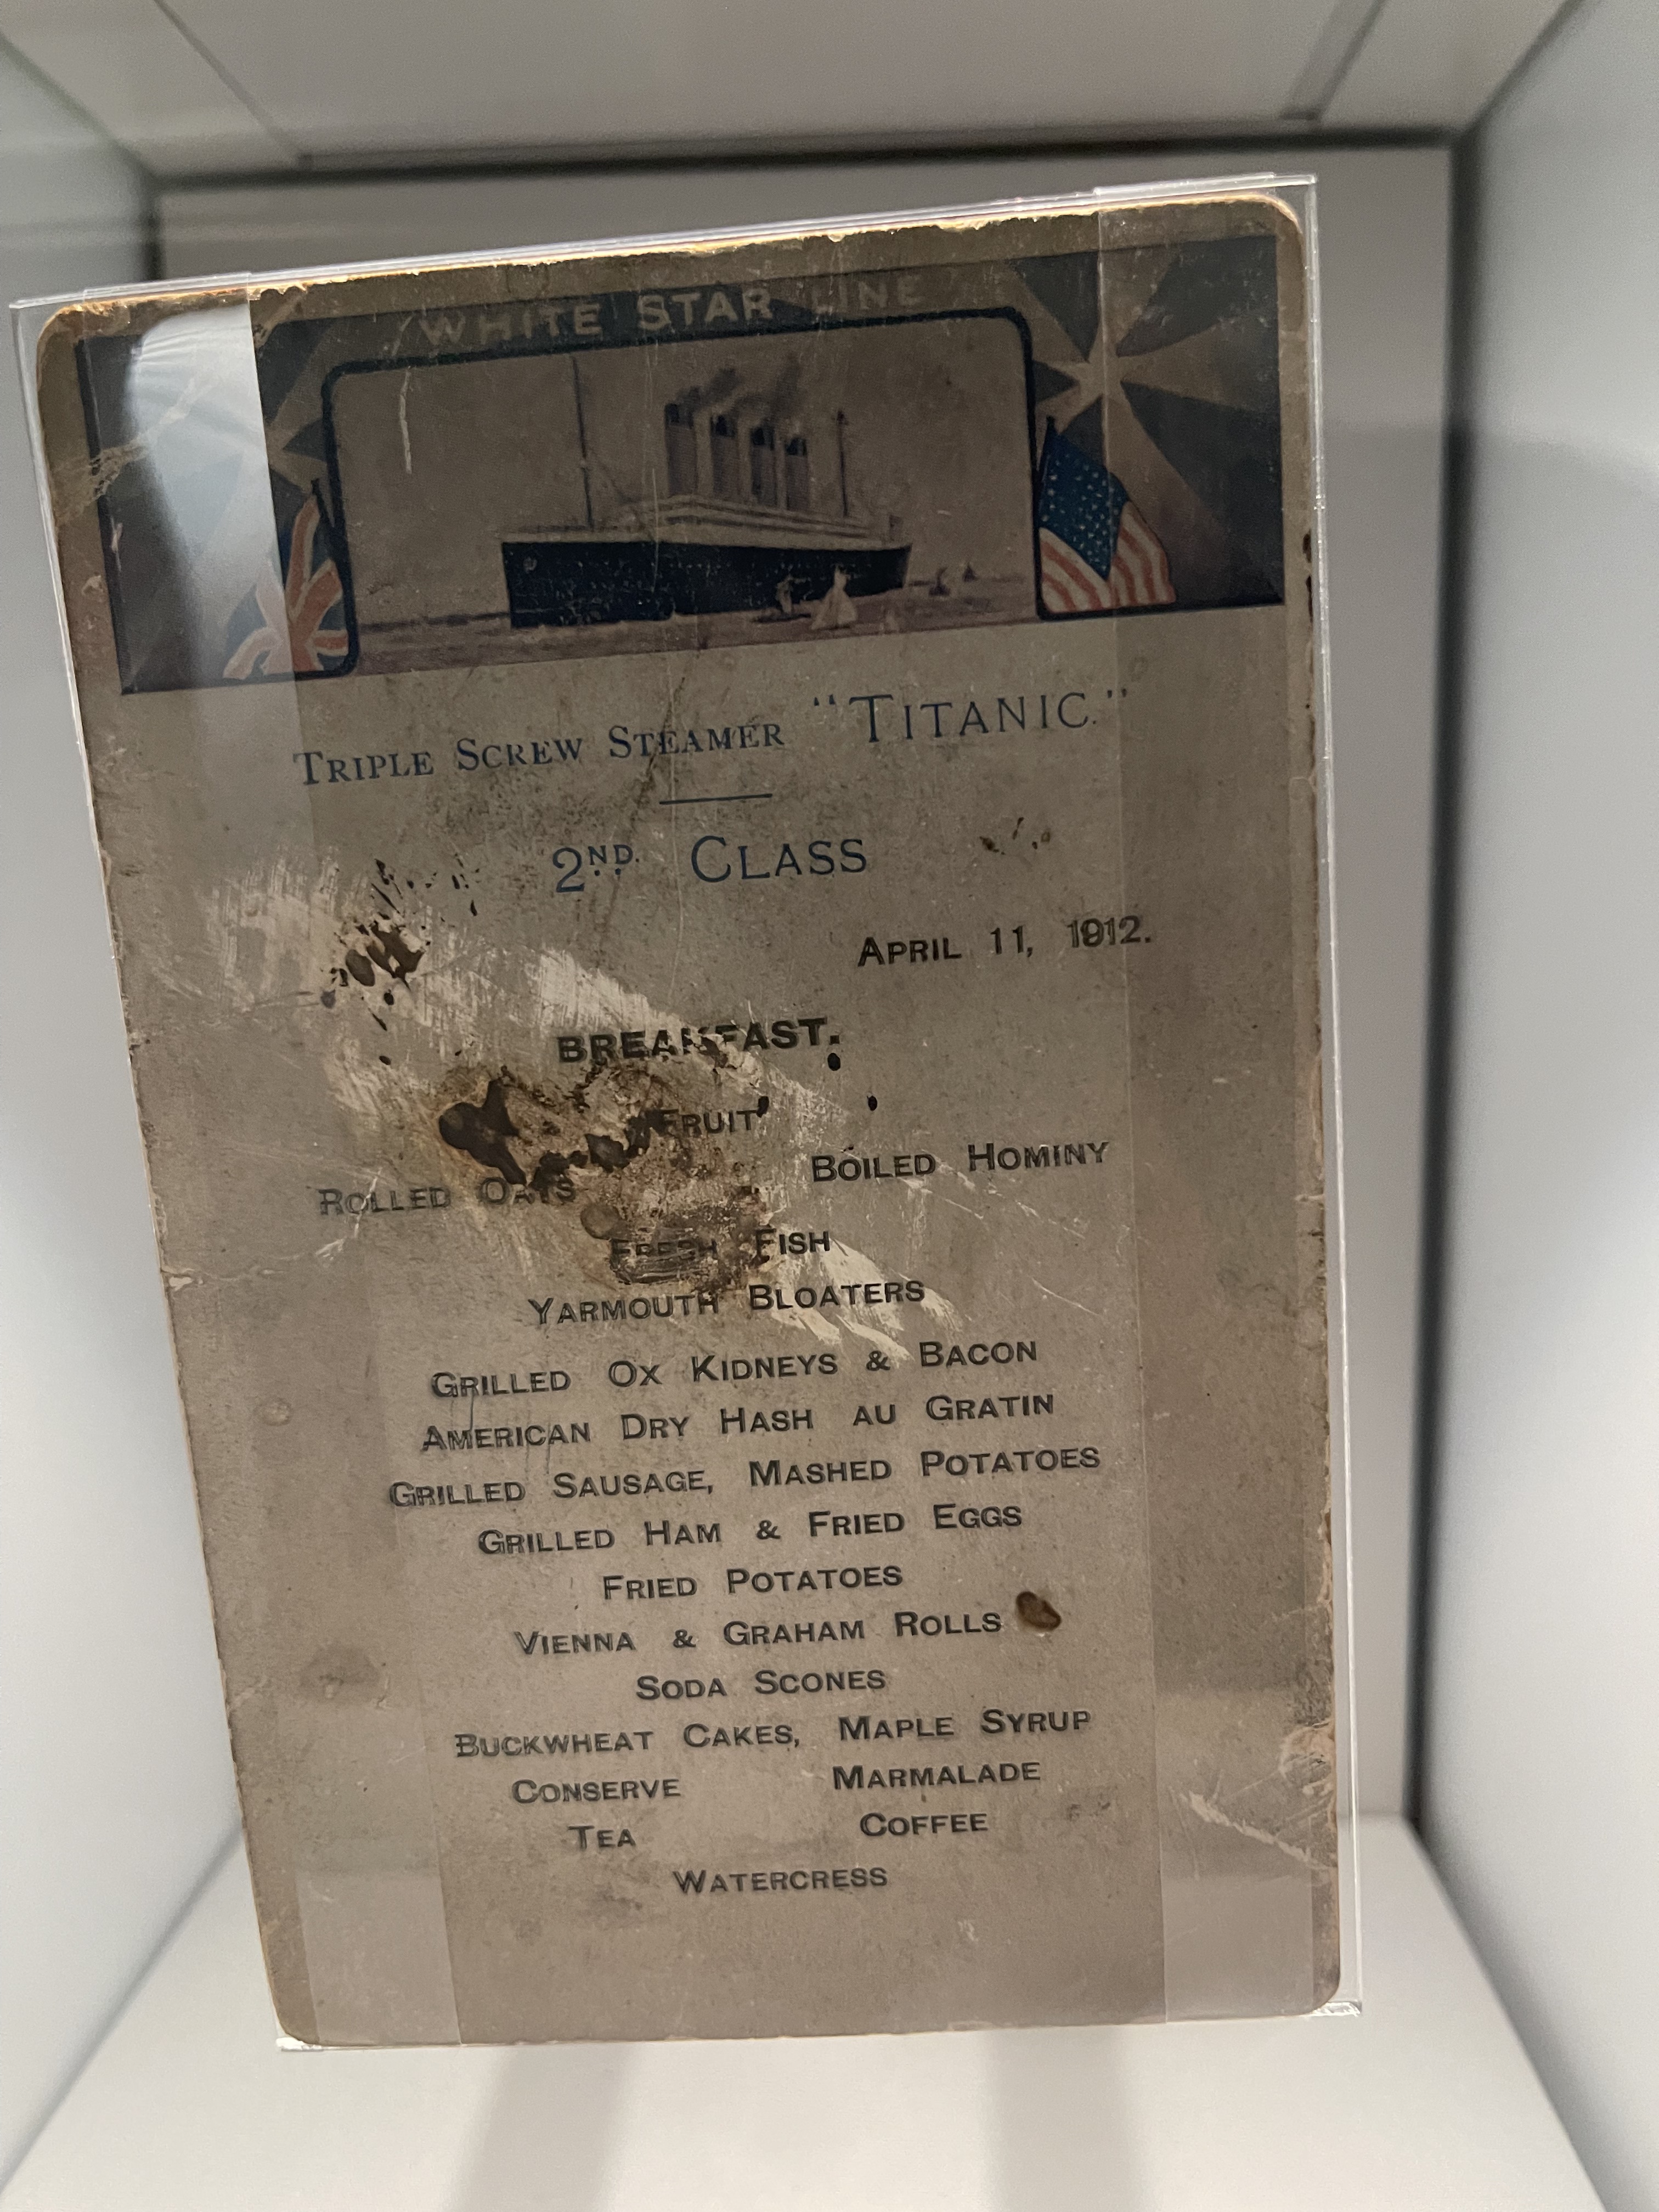 WHITE STAR LINE
TRIPLE SCREW STEAMER "TITANIC."
2ND. CLASS
APRIL 11, 1912.
BREAKFAST.
FRUIT
ROLLED OATS BOILED HOMINY
FRESH FISH
YARMOUTH BLOATERS
GRILLED OX KIDNEYS & BACON
AMERICAN DRY HASH AU GRATIN
GRILLED SAUSAGE, MASHED POTATOES
GRILLED HAM & FRIED EGGS
FRIED POTATOES
VIENNA & GRAHAM ROLLS
SODA SCONES
BUCKWHEAT CAKES, MAPLE SYRUP
CONSERVE MARMALADE
TEA COFFEE
WATERCRESS